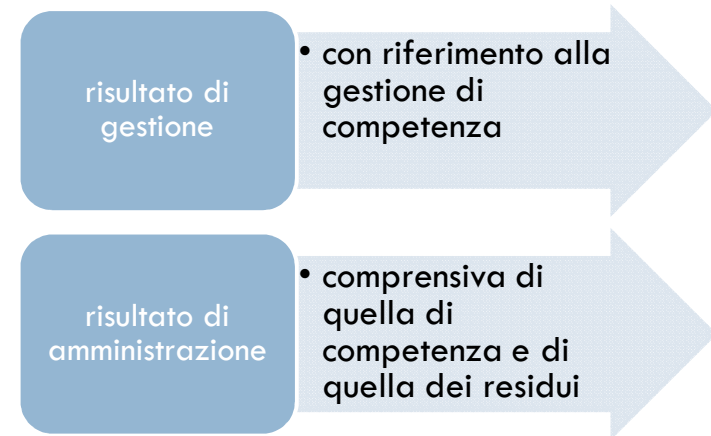 risultato di
gestione
• con riferimento alla
gestione di
competenza
risultato di
amministrazione
• comprensiva di
quella di
competenza e di
quella dei residui